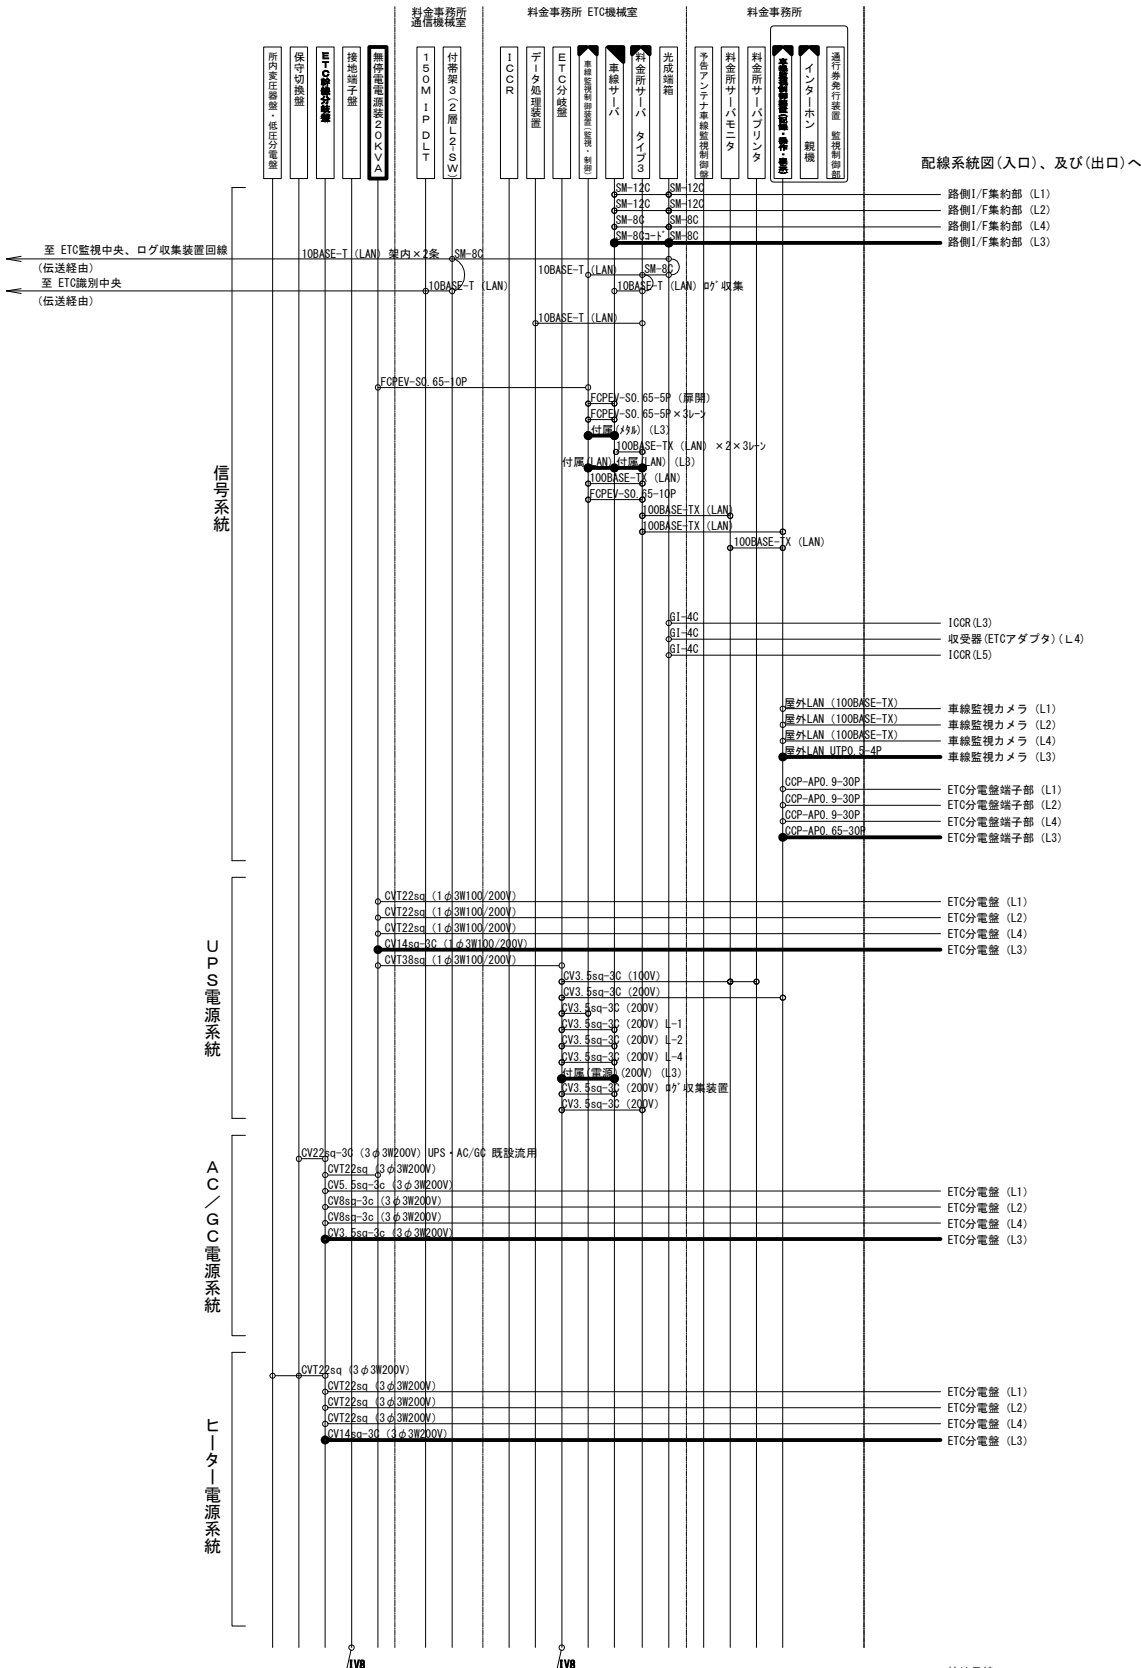 料金事務所
通信機械室
料金事務所 ETC機械室
料金事務所
所内変圧器盤・低圧分電盤
保守切換盤
ETC幹線分岐盤
接地端子盤
無停電電源装20KVA
150M IP DLT
付帯架3(2層L2-SW)
ICCR
データ処理装置
ETC分岐盤
車線監視制御装置(監視・制御)
車線サーバ
料金所サーバ タイプ3
光成端箱
予告アンテナ車線監視制御盤
料金所サーバモニタ
料金所サーバプリンタ
車線監視制御装置(記録・操作・表示)
インターホン 親機
通行券発行装置 監視制御部
配線系統図(入口)、及び(出口)へ
信号系統
SM-12C SM-12C 路側I/F集約部 (L1)
SM-12C SM-12C 路側I/F集約部 (L2)
SM-8C SM-8C 路側I/F集約部 (L4)
SM-8Cコード SM-8C 路側I/F集約部 (L3)
至 ETC監視中央、ログ収集装置回線
(伝送経由)
10BASE-T (LAN) 架内×2条 SM-8C
10BASE-T (LAN) SM-8C
至 ETC識別中央
(伝送経由)
10BASE-T (LAN)
10BASE-T (LAN) ログ収集
10BASE-T (LAN)
FCPEV-S0.65-10P
FCPEV-S0.65-5P (扉開)
FCPEV-S0.65-5P×3レーン
付属(メタル) (L3)
100BASE-TX (LAN) ×2×3レーン
付属(LAN) 付属(LAN) (L3)
100BASE-TX (LAN)
FCPEV-S0.65-10P
100BASE-TX (LAN)
100BASE-TX (LAN)
100BASE-TX (LAN)
GI-4C ICCR(L3)
GI-4C 収受器(ETCアダプタ)(L4)
GI-4C ICCR(L5)
屋外LAN (100BASE-TX) 車線監視カメラ (L1)
屋外LAN (100BASE-TX) 車線監視カメラ (L2)
屋外LAN (100BASE-TX) 車線監視カメラ (L4)
屋外LAN UTP0.5-4P 車線監視カメラ (L3)
CCP-AP0.9-30P ETC分電盤端子部 (L1)
CCP-AP0.9-30P ETC分電盤端子部 (L2)
CCP-AP0.9-30P ETC分電盤端子部 (L4)
CCP-AP0.65-30P ETC分電盤端子部 (L3)
UPS電源系統
CVT22sq (1φ3W100/200V) ETC分電盤 (L1)
CVT22sq (1φ3W100/200V) ETC分電盤 (L2)
CVT22sq (1φ3W100/200V) ETC分電盤 (L4)
CV14sq-3C (1φ3W100/200V) ETC分電盤 (L3)
CVT38sq (1φ3W100/200V)
CV3.5sq-3C (100V)
CV3.5sq-3C (200V)
CV3.5sq-3C (200V)
CV3.5sq-3C (200V) L-1
CV3.5sq-3C (200V) L-2
CV3.5sq-3C (200V) L-4
付属(電源)(200V) (L3)
CV3.5sq-3C (200V) ログ収集装置
CV3.5sq-3C (200V)
AC/GC電源系統
CV22sq-3C (3φ3W200V) UPS・AC/GC 既設流用
CVT22sq (3φ3W200V)
CV5.5sq-3c (3φ3W200V) ETC分電盤 (L1)
CV8sq-3c (3φ3W200V) ETC分電盤 (L2)
CV8sq-3c (3φ3W200V) ETC分電盤 (L4)
CV3.5sq-3c (3φ3W200V) ETC分電盤 (L3)
ヒーター電源系統
CVT22sq (3φ3W200V)
CVT22sq (3φ3W200V) ETC分電盤 (L1)
CVT22sq (3φ3W200V) ETC分電盤 (L2)
CVT22sq (3φ3W200V) ETC分電盤 (L4)
CV14sq-3C (3φ3W200V) ETC分電盤 (L3)
IV8 IV8